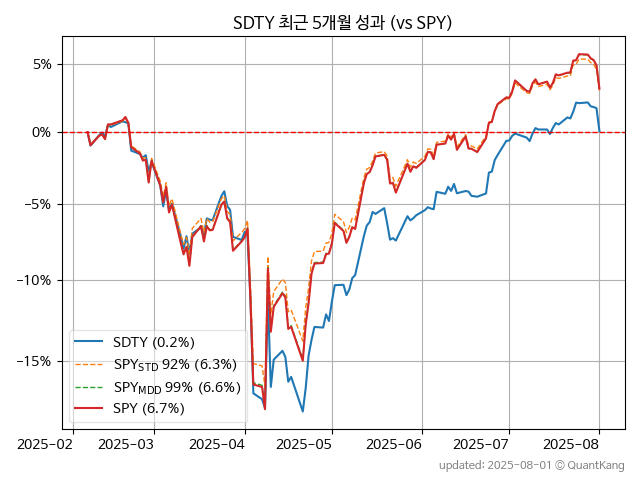 SDTY 최근 5개월 성과 (vs SPY)
5%
0%
−5%
−10%
−15%
SDTY (0.2%)
SPY_STD 92% (6.3%)
SPY_MDD 99% (6.6%)
SPY (6.7%)
2025-02 2025-03 2025-04 2025-05 2025-06 2025-07 2025-08
updated: 2025-08-01 © QuantKang